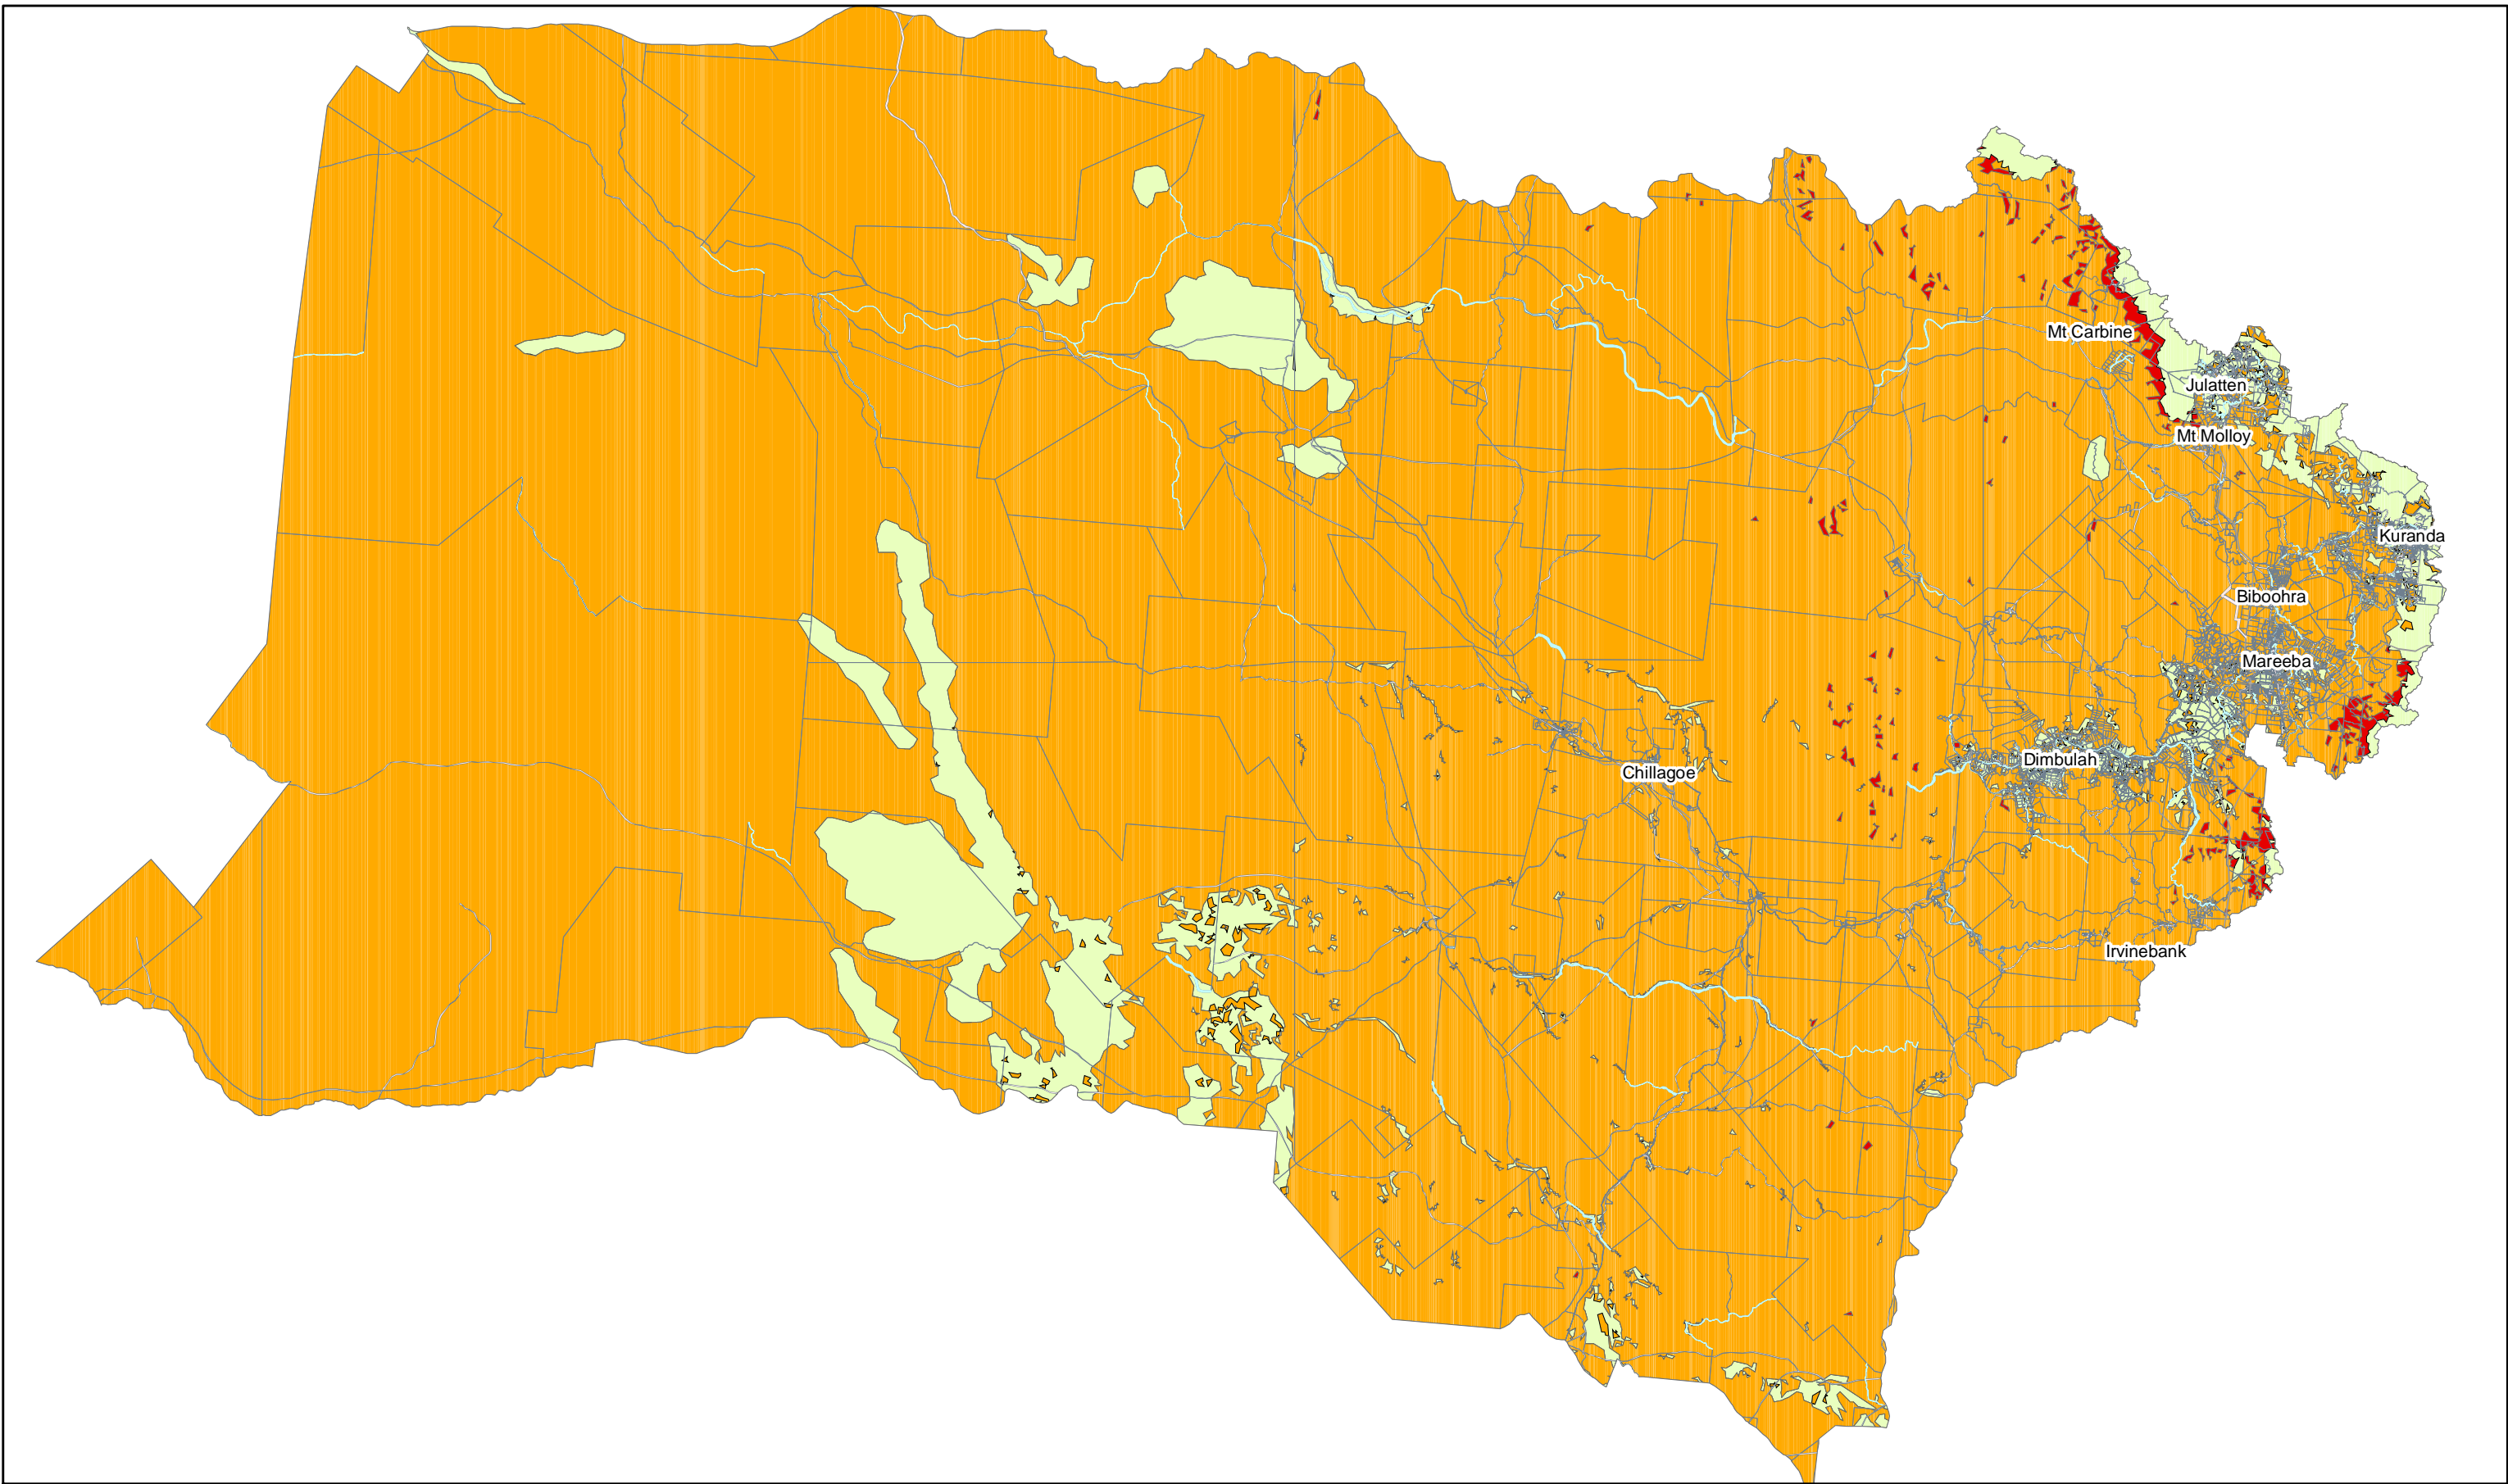 Mt Carbine
Julatten
Mt Molloy
Kuranda
Biboohra
Mareeba
Dimbulah
Chillagoe
Irvinebank